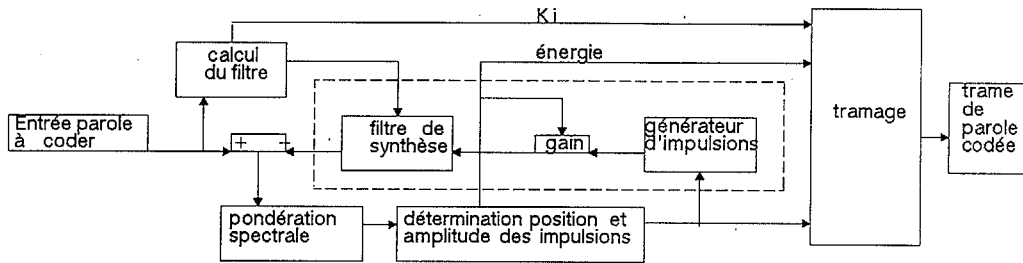 Ki
calcul
du filtre
énergie
Entrée parole
à coder
+ +
filtre de
synthèse
gain
générateur
d'impulsions
tramage
trame
de
parole
codée
pondération
spectrale
détermination position et
amplitude des impulsions